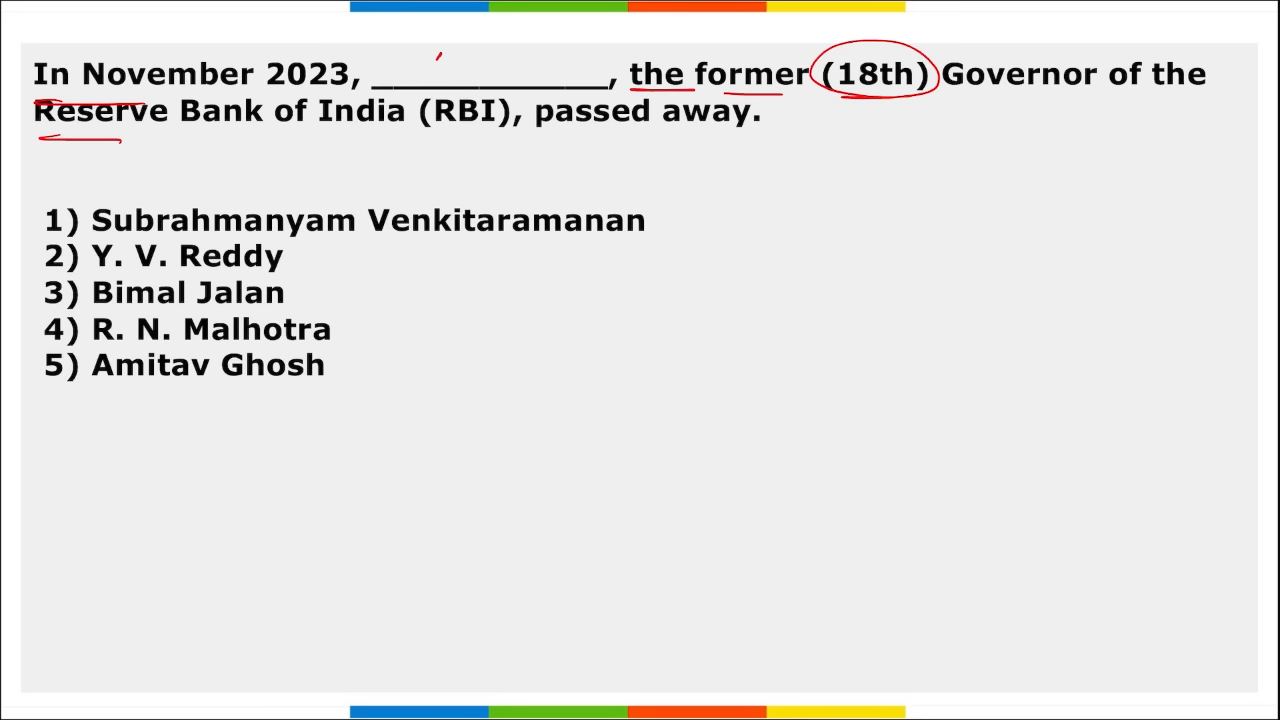 In November 2023, ______________, the former (18th) Governor of the
Reserve Bank of India (RBI), passed away.
1) Subrahmanyam Venkitaramanan
2) Y. V. Reddy
3) Bimal Jalan
4) R. N. Malhotra
5) Amitav Ghosh